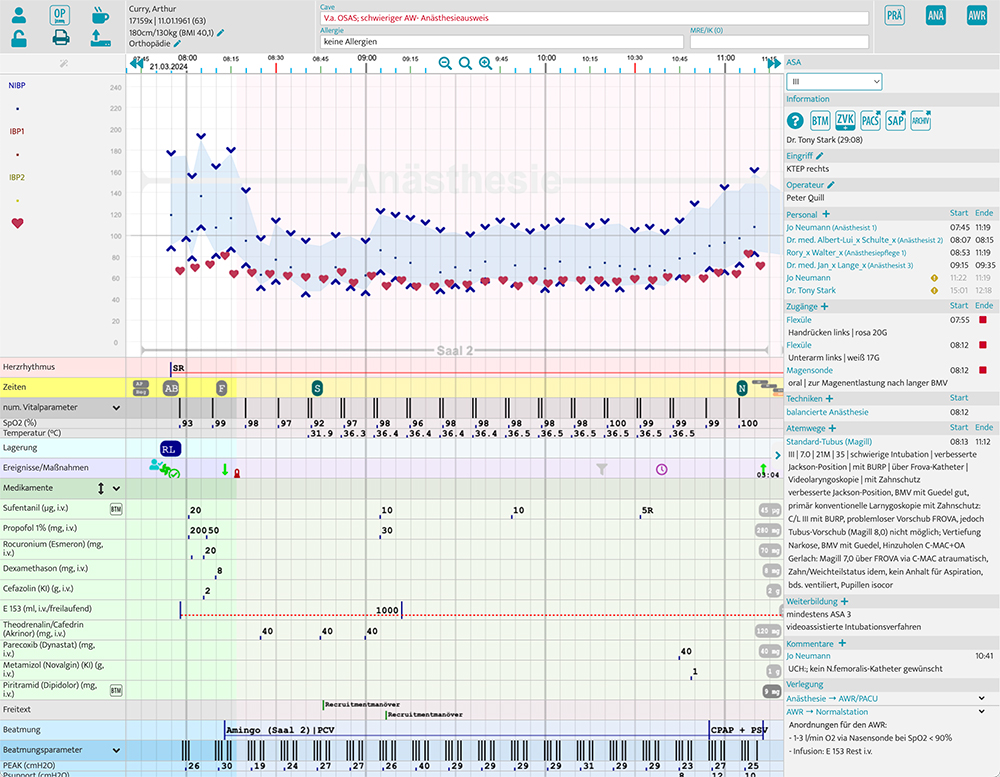 OP
Curry, Arthur
17159x | 11.01.1961 (63)
180cm/130kg (BMI 40,1)
Orthopädie
Cave
V.a. OSAS; schwieriger AW- Anästhesieausweis
Allergie
keine Allergien
MRE/IK (0)
PRÄ
ANÄ
AWR
07:45 08:00 08:15 08:30 08:45 09:00 09:15 09:30 09:45 10:00 10:15 10:30 10:45 11:00 11:15
21.03.2024
NIBP
IBP1
IBP2
240
220
200
180
160
140
120
100
80
60
40
20
0
Anästhesie
Saal 2
Herzrhythmus
SR
Zeiten
AB F S N
num. Vitalparameter
SpO2 (%)
93 99 98 97 92 97 98 98 98 98 98 98 98 98 100 99 99 99 100
Temperatur (ºC)
31.9 36.3 36.4 36.4 36.4 36.4 36.5 36.5 36.5 36.5 36.5 36.5 36.5
Lagerung
RL
Ereignisse/Maßnahmen
03:04
Medikamente
Sufentanil (µg, i.v.)
BTM
20 10 10 5R 45 µg
Propofol 1% (mg, i.v.)
200 50 30 280 mg
Rocuronium (Esmeron) (mg, i.v.)
20 70 mg
Dexamethason (mg, i.v.)
8 8 mg
Cefazolin (KI) (g, i.v.)
2 2 g
E 153 (ml, i.v./freilaufend)
1000
Theodrenalin/Cafedrin (Akrinor) (mg, i.v.)
40 40 40 120 mg
Parecoxib (Dynastat) (mg, i.v.)
40 40 mg
Metamizol (Novalgin) (KI) (g, i.v.)
1 1 g
Piritramid (Dipidolor) (mg, i.v.)
BTM
9 mg
Freitext
Recruitmentmanöver
Recruitmentmanöver
Beatmung
Amingo (Saal 2)|PCV
CPAP + PSV
Beatmungsparameter
PEAK (cmH2O)
26 30 19 24 27 27 26 30 29 29 31 29 23 29 27 25
Psupport (cmH2O)
8 12 10
ASA
III
Information
BTM
ZVK
PACS
SAP
ARCHIV
Dr. Tony Stark (29:08)
Eingriff
KTEP rechts
Operateur
Peter Quill
Personal + Start Ende
Jo Neumann (Anästhesist 1) 07:45 11:19
Dr. med. Albert-Lui_x Schulte_x (Anästhesist 2) 08:07 08:15
Rory_x Walter_x (Anästhesiepflege 1) 08:53 11:19
Dr. med. Jan_x Lange_x (Anästhesist 3) 09:15 09:35
Jo Neumann 11:22 11:19
Dr. Tony Stark 15:01 12:18
Zugänge + Start Ende
Flexüle 07:55
Handrücken links | rosa 20G
Flexüle 08:12
Unterarm links | weiß 17G
Magensonde 08:12
oral | zur Magenentlastung nach langer BMV
Techniken + Start
balancierte Anästhesie 08:12
Atemwege + Start Ende
Standard-Tubus (Magill) 08:13 11:12
III | 7.0 | 21M | 35 | schwierige Intubation | verbesserte
Jackson-Position | mit BURP | über Frova-Katheter |
Videolaryngoskopie | mit Zahnschutz
verbesserte Jackson-Position, BMV mit Guedel gut,
primär konventionelle Larnygoskopie mit Zahnschutz:
C/L III mit BURP, problemloser Vorschub FROVA, jedoch
Tubus-Vorschub (Magill 8,0) nicht möglich; Vertiefung
Narkose, BMV mit Guedel, Hinzuholen C-MAC+OA
Gerlach: Magill 7,0 über FROVA via C-MAC atraumatisch,
Zahn/Weichteilstatus idem, kein Anhalt für Aspiration,
bds. ventiliert, Pupillen isocor
Weiterbildung +
mindestens ASA 3
videoassistierte Intubationsverfahren
Kommentare +
Jo Neumann 10:41
UCH:; kein N.femoralis-Katheter gewünscht
Verlegung
Anästhesie → AWR/PACU
AWR → Normalstation
Anordnungen für den AWR:
- 1-3 l/min O2 via Nasensonde bei SpO2 < 90%
- Infusion: E 153 Rest i.v.